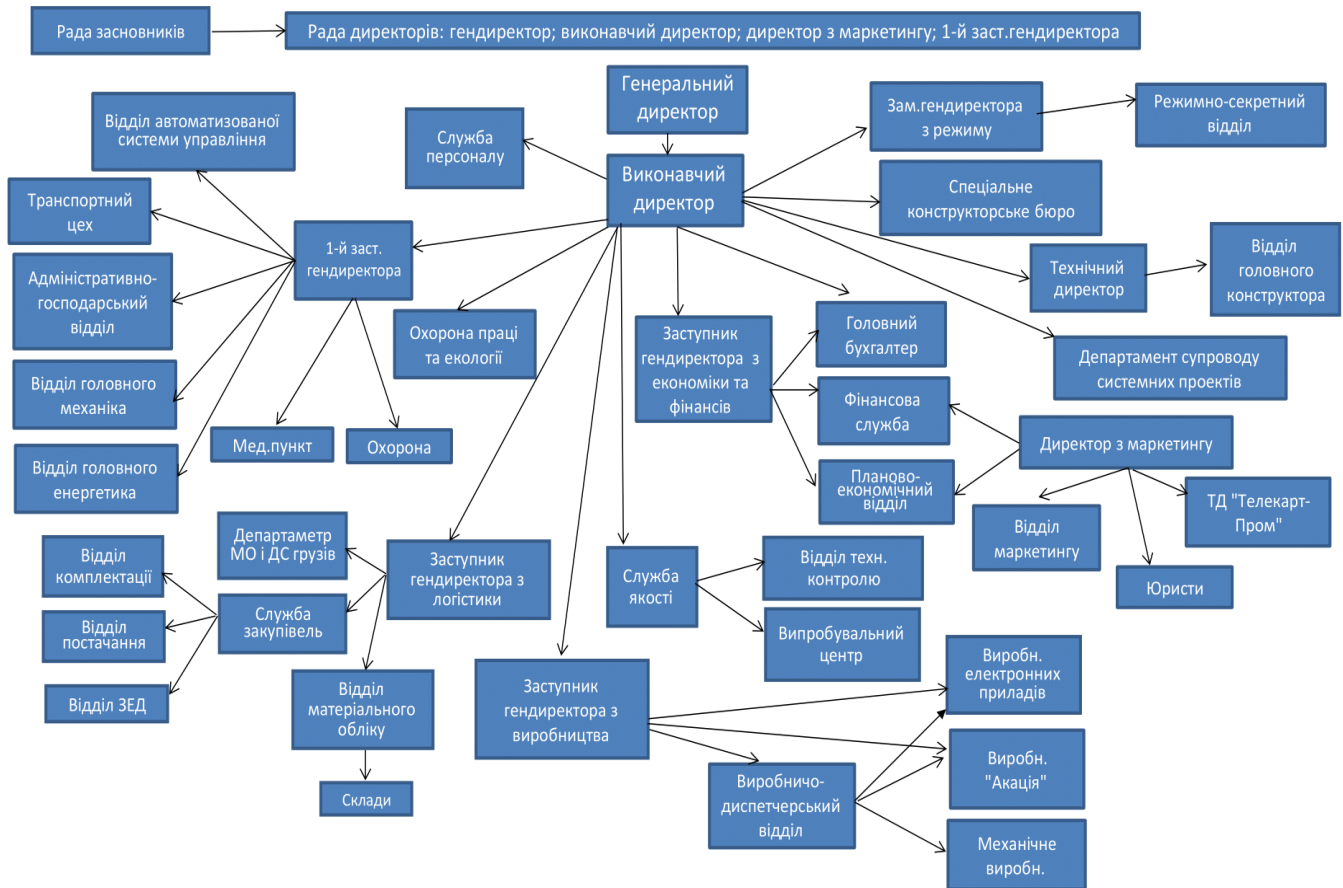 Рада засновників
Рада директорів: гендиректор; виконавчий директор; директор з маркетингу; 1-й заст.гендиректора
Генеральний
директор
Зам.гендиректора
з режиму
Режимно-секретний
відділ
Відділ автоматизованої
системи управління
Служба
персоналу
Виконавчий
директор
Спеціальне
конструкторське бюро
Транспортний
цех
1-й заст.
гендиректора
Технічний
директор
Відділ
головного
конструктора
Адміністративно-
господарський
відділ
Охорона праці
та екології
Заступник
гендиректора з
економіки та
фінансів
Головний
бухгалтер
Департамент супроводу
системних проектів
Відділ головного
механіка
Фінансова
служба
Мед.пункт
Охорона
Директор з маркетингу
Відділ головного
енергетика
Планово-
економічний
відділ
ТД "Телекарт-
Пром"
Відділ
маркетингу
Юристи
Департаметр
МО і ДС грузів
Заступник
гендиректора з
логістики
Відділ
комплектації
Служба
закупівель
Відділ
постачання
Відділ ЗЕД
Відділ
матеріального
обліку
Склади
Служба
якості
Відділ техн.
контролю
Випробувальний
центр
Заступник
гендиректора з
виробництва
Виробн.
електронних
приладів
Виробн.
"Акація"
Виробничо-
диспетчерський
відділ
Механічне
виробн.